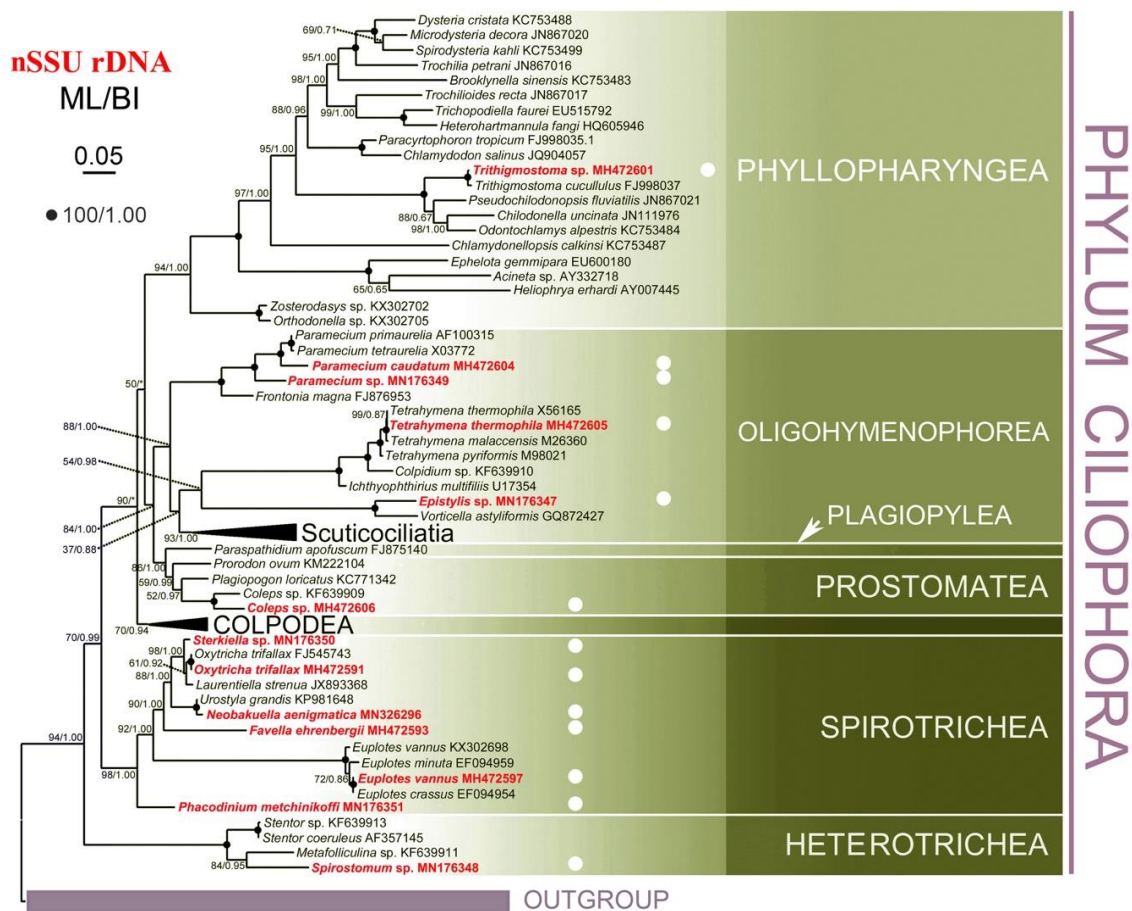 nSSU rDNA
ML/BI
0.05
100/1.00
Dysteria cristata KC753488
69/0.71
Microdysteria decora JN867020
Spirodysteria kahli KC753499
95/1.00
Trochilia petrani JN867016
98/1.00
Brooklynella sinensis KC753483
Trochilioides recta JN867017
88/0.96
99/1.00
Trichopodiella faurei EU515792
Heterohartmannula fangi HQ605946
Paracyrtophoron tropicum FJ998035.1
95/1.00
Chlamydodon salinus JQ904057
Trithigmostoma sp. MH472601
PHYLLOPHARYNGEA
Trithigmostoma cucullulus FJ998037
97/1.00
Pseudochilodonopsis fluviatilis JN867021
88/0.67
Chilodonella uncinata JN111976
98/1.00
Odontochlamys alpestris KC753484
Chlamydonellopsis calkinsi KC753487
94/1.00
Ephelota gemmipara EU600180
Acineta sp. AY332718
65/0.65
Heliophrya erhardi AY007445
Zosterodasys sp. KX302702
Orthodonella sp. KX302705
Paramecium primaurelia AF100315
Paramecium tetraurelia X03772
Paramecium caudatum MH472604
50/*
Paramecium sp. MN176349
Frontonia magna FJ876953
99/0.87
Tetrahymena thermophila X56165
88/1.00
Tetrahymena thermophila MH472605
OLIGOHYMENOPHOREA
Tetrahymena malaccensis M26360
54/0.98
Tetrahymena pyriformis M98021
Colpidium sp. KF639910
90/*
Ichthyophthirius multifiliis U17354
Epistylis sp. MN176347
Vorticella astyliformis GQ872427
PLAGIOPYLEA
84/1.00
93/1.00
Scuticociliatia
37/0.88
Paraspathidium apofuscum FJ875140
86/1.00
Prorodon ovum KM222104
59/0.99
Plagiopogon loricatus KC771342
PROSTOMATEA
52/0.97
Coleps sp. KF639909
Coleps sp. MH472606
70/0.94
COLPODEA
70/0.99
Sterkiella sp. MN176350
98/1.00
Oxytricha trifallax FJ545743
61/0.92
Oxytricha trifallax MH472591
88/1.00
Laurentiella strenua JX893368
90/1.00
Urostyla grandis KP981648
Neobakuella aenigmatica MN326296
92/1.00
Favella ehrenbergii MH472593
SPIROTRICHEA
94/1.00
Euplotes vannus KX302698
98/1.00
Euplotes minuta EF094959
72/0.86
Euplotes vannus MH472597
Euplotes crassus EF094954
Phacodinium metchinikoffi MN176351
Stentor sp. KF639913
Stentor coeruleus AF357145
HETEROTRICHEA
Metafolliculina sp. KF639911
84/0.95
Spirostomum sp. MN176348
OUTGROUP
PHYLUM CILIOPHORA